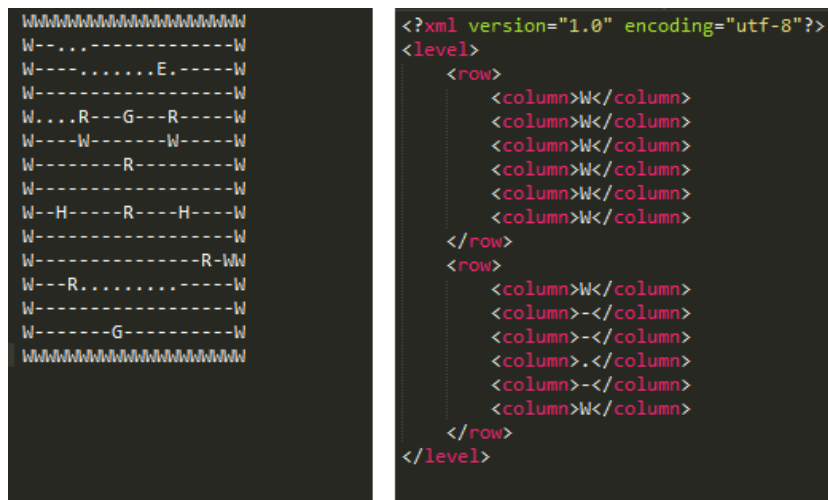 WWWWWWWWWWWWWWWWWWWW
W--...-------------W
W----.......E.-----W
W------------------W
W....R---G---R-----W
W----W-------W-----W
W--------R---------W
W------------------W
W--H-----R----H----W
W------------------W
W---------------R-WW
W---R.........-----W
W------------------W
W-------G----------W
WWWWWWWWWWWWWWWWWWWW
<?xml version="1.0" encoding="utf-8"?>
<level>
    <row>
        <column>W</column>
        <column>W</column>
        <column>W</column>
        <column>W</column>
        <column>W</column>
        <column>W</column>
    </row>
    <row>
        <column>W</column>
        <column>-</column>
        <column>-</column>
        <column>.</column>
        <column>-</column>
        <column>W</column>
    </row>
</level>